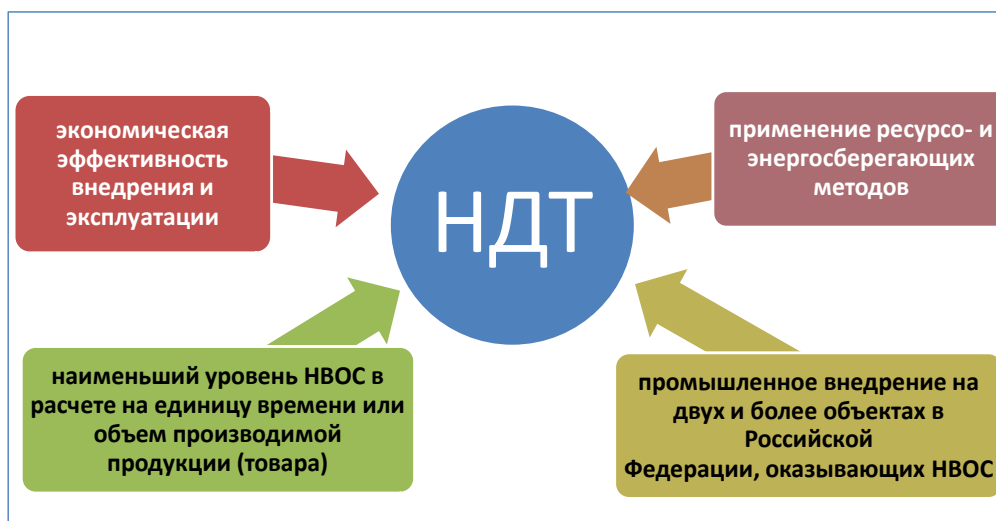 экономическая
эффективность
внедрения и
эксплуатации
НДТ
применение ресурсо- и
энергосберегающих
методов
наименьший уровень НВОС в
расчете на единицу времени или
объем производимой
продукции (товара)
промышленное внедрение на
двух и более объектах в
Российской
Федерации, оказывающих НВОС